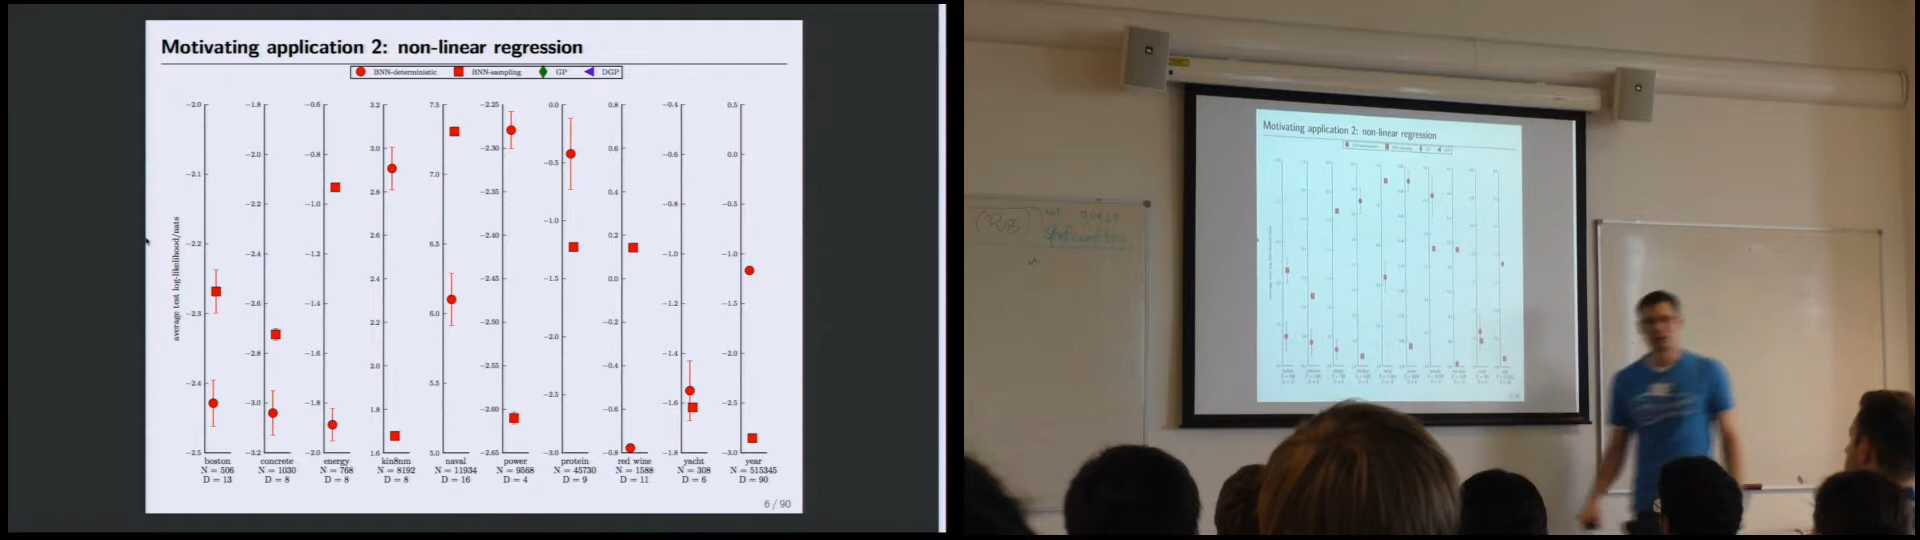 Motivating application 2: non-linear regression
BNN-deterministic BNN-sampling GP DGP
average test log-likelihood/nats
−2.0 −2.1 −2.2 −2.3 −2.4 −2.5
−1.8 −2.0 −2.2 −2.4 −2.6 −2.8 −3.0 −3.2
−0.6 −0.8 −1.0 −1.2 −1.4 −1.6 −1.8 −2.0
3.2 3.0 2.8 2.6 2.4 2.2 2.0 1.8 1.6
7.5 7.0 6.5 6.0 5.5 5.0
−2.25 −2.30 −2.35 −2.40 −2.45 −2.50 −2.55 −2.60 −2.65
0.0 −0.5 −1.0 −1.5 −2.0 −2.5 −3.0
0.8 0.6 0.4 0.2 0.0 −0.2 −0.4 −0.6 −0.8
−0.4 −0.6 −0.8 −1.0 −1.2 −1.4 −1.6 −1.8
0.5 0.0 −0.5 −1.0 −1.5 −2.0 −2.5 −3.0
boston concrete energy kin8nm naval power protein red wine yacht year
N = 506 N = 1030 N = 768 N = 8192 N = 11934 N = 9568 N = 45730 N = 1588 N = 308 N = 515345
D = 13 D = 8 D = 8 D = 8 D = 16 D = 4 D = 9 D = 11 D = 6 D = 90
6 / 90
Motivating application 2: non-linear regression